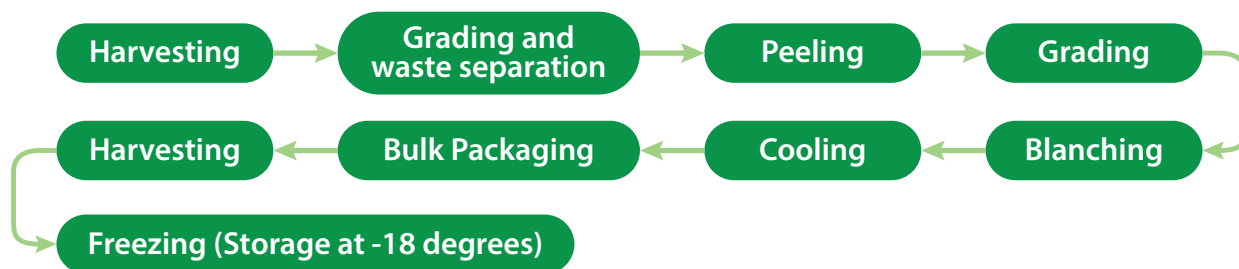 Harvesting
Grading and
waste separation
Peeling
Grading
Blanching
Cooling
Bulk Packaging
Harvesting
Freezing (Storage at -18 degrees)